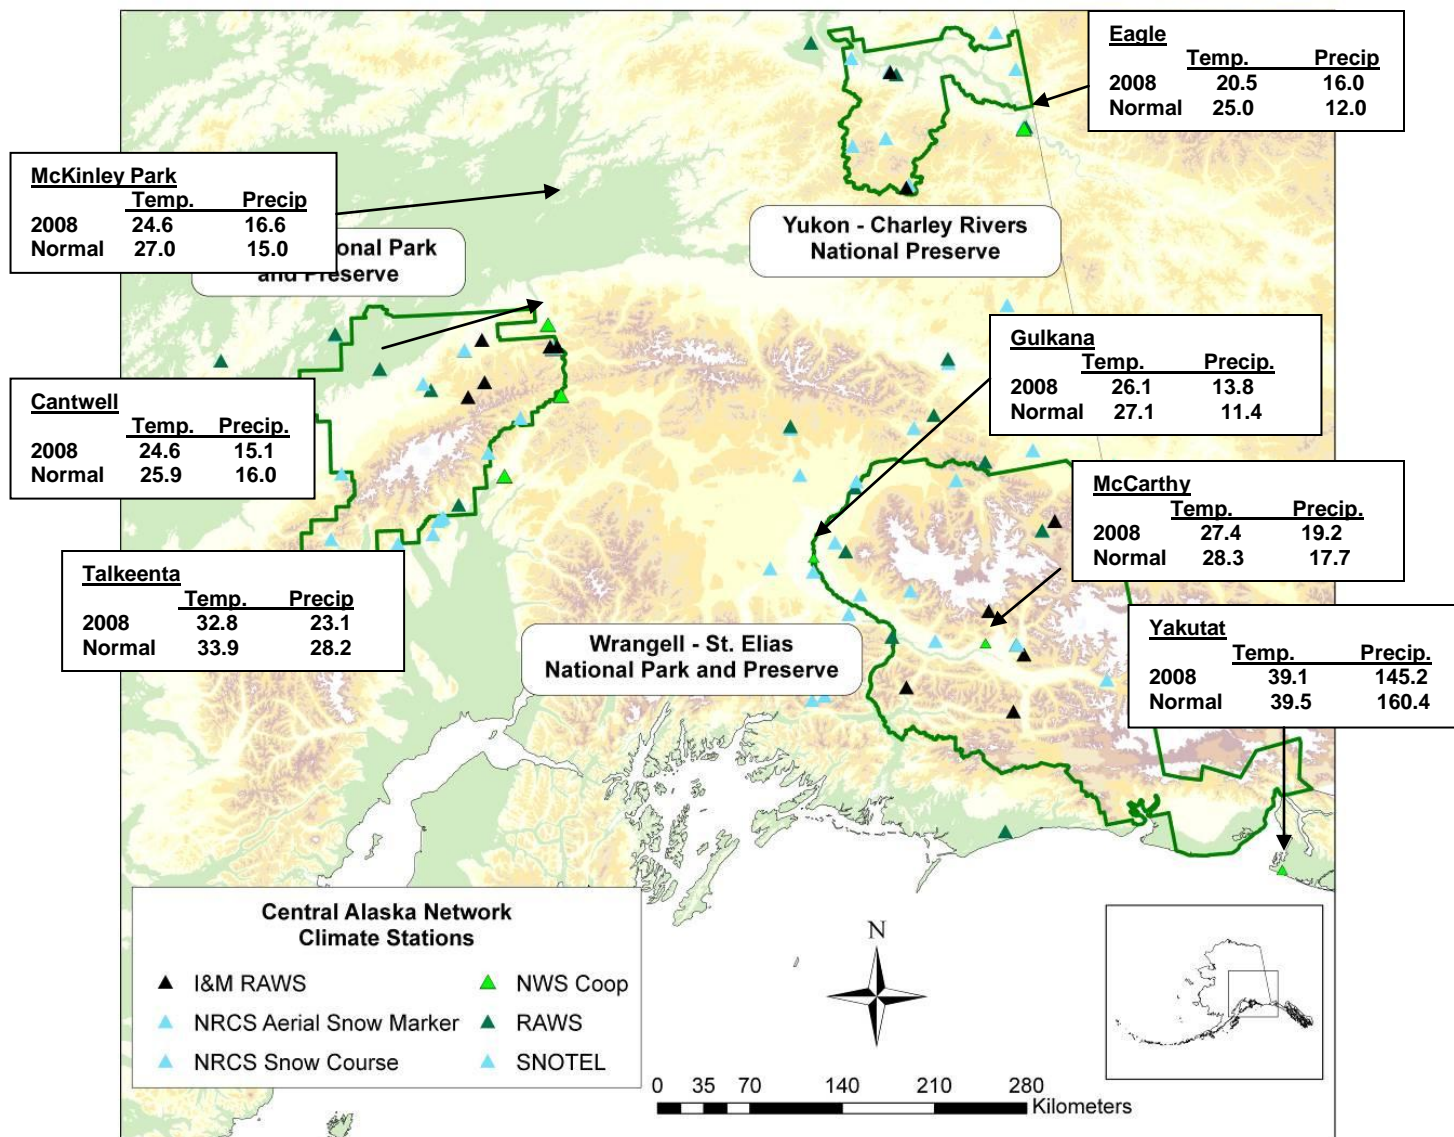 Eagle
Temp. Precip
2008 20.5 16.0
Normal 25.0 12.0
McKinley Park
Temp. Precip
2008 24.6 16.6
Normal 27.0 15.0
onal Park
and Preserve
Yukon - Charley Rivers
National Preserve
Gulkana
Temp. Precip.
2008 26.1 13.8
Normal 27.1 11.4
Cantwell
Temp. Precip.
2008 24.6 15.1
Normal 25.9 16.0
McCarthy
Temp. Precip.
2008 27.4 19.2
Normal 28.3 17.7
Talkeenta
Temp. Precip
2008 32.8 23.1
Normal 33.9 28.2
Wrangell - St. Elias
National Park and Preserve
Yakutat
Temp. Precip.
2008 39.1 145.2
Normal 39.5 160.4
Central Alaska Network
Climate Stations
I&M RAWS
NRCS Aerial Snow Marker
NRCS Snow Course
NWS Coop
RAWS
SNOTEL
N
0 35 70 140 210 280
Kilometers